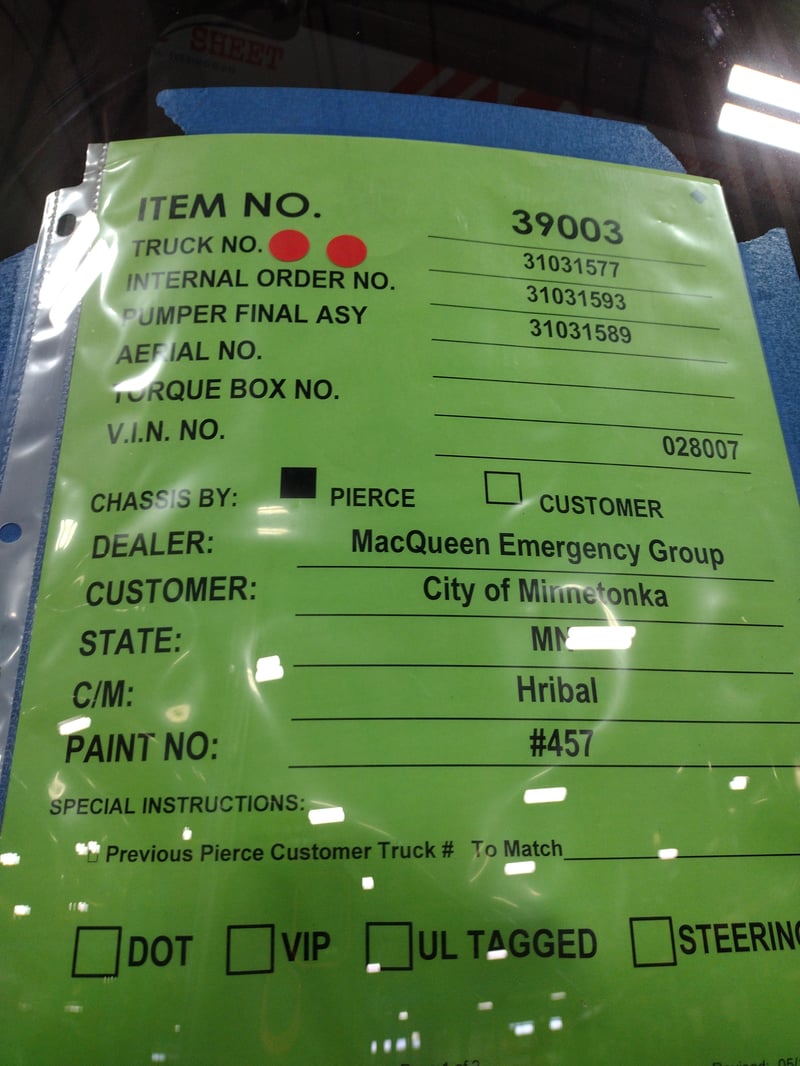 SHEET
ITEM NO. 39003
TRUCK NO. 31031577
INTERNAL ORDER NO. 31031593
PUMPER FINAL ASY 31031589
AERIAL NO.
TORQUE BOX NO.
V.I.N. NO. 028007
CHASSIS BY: PIERCE CUSTOMER
DEALER: MacQueen Emergency Group
CUSTOMER: City of Minnetonka
STATE: MN
C/M: Hribal
PAINT NO: #457
SPECIAL INSTRUCTIONS:
Previous Pierce Customer Truck # To Match
DOT VIP UL TAGGED STEERING